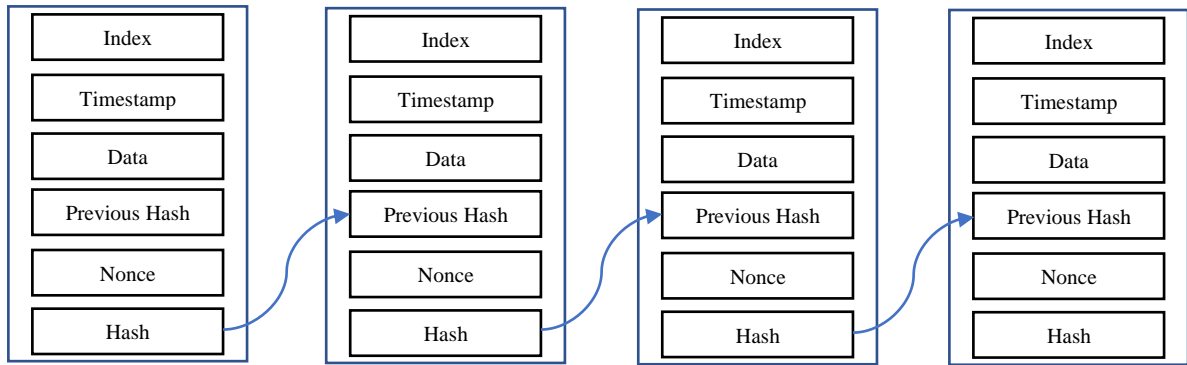 Index
Timestamp
Data
Previous Hash
Nonce
Hash
Index
Timestamp
Data
Previous Hash
Nonce
Hash
Index
Timestamp
Data
Previous Hash
Nonce
Hash
Index
Timestamp
Data
Previous Hash
Nonce
Hash